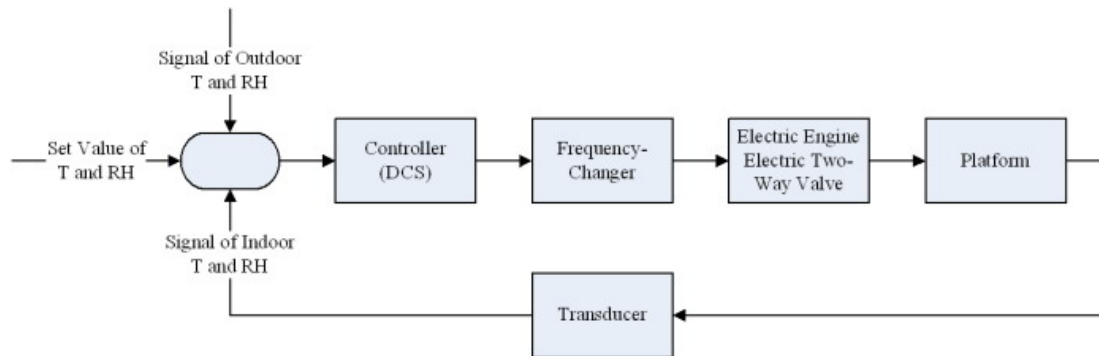 Signal of Outdoor
T and RH
Set Value of
T and RH
Controller
(DCS)
Frequency-
Changer
Electric Engine
Electric Two-
Way Valve
Platform
Signal of Indoor
T and RH
Transducer